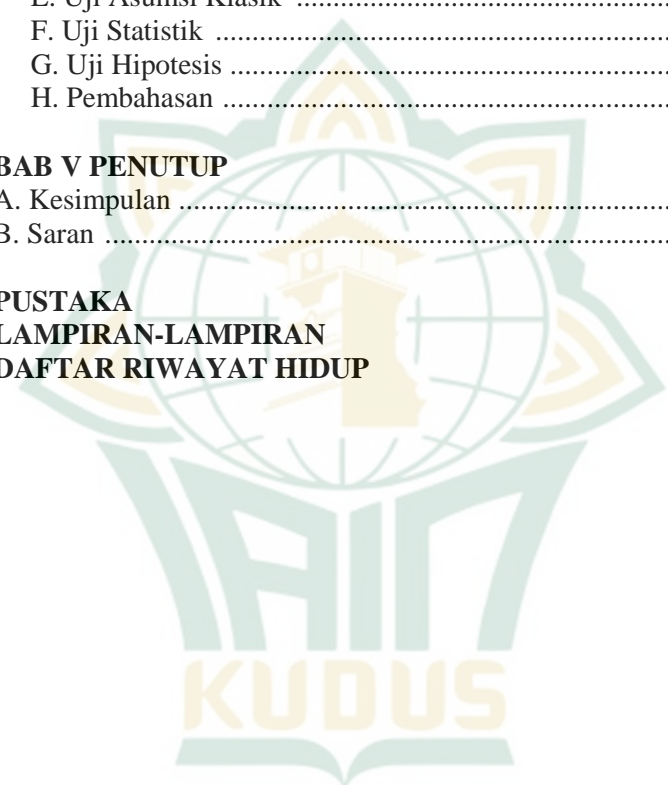 E. Uji Asumsi Klasik ................................................
F. Uji Statistik .........................................................
G. Uji Hipotesis .......................................................
H. Pembahasan ........................................................
BAB V PENUTUP
A. Kesimpulan ............................................................
B. Saran .....................................................................
PUSTAKA
LAMPIRAN-LAMPIRAN
DAFTAR RIWAYAT HIDUP
IAIN
KUDUS